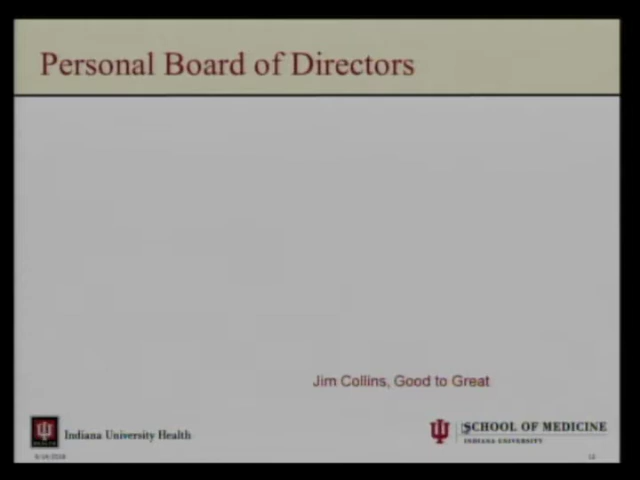 Personal Board of Directors
Jim Collins, Good to Great
Indiana University Health
SCHOOL OF MEDICINE
INDIANA UNIVERSITY